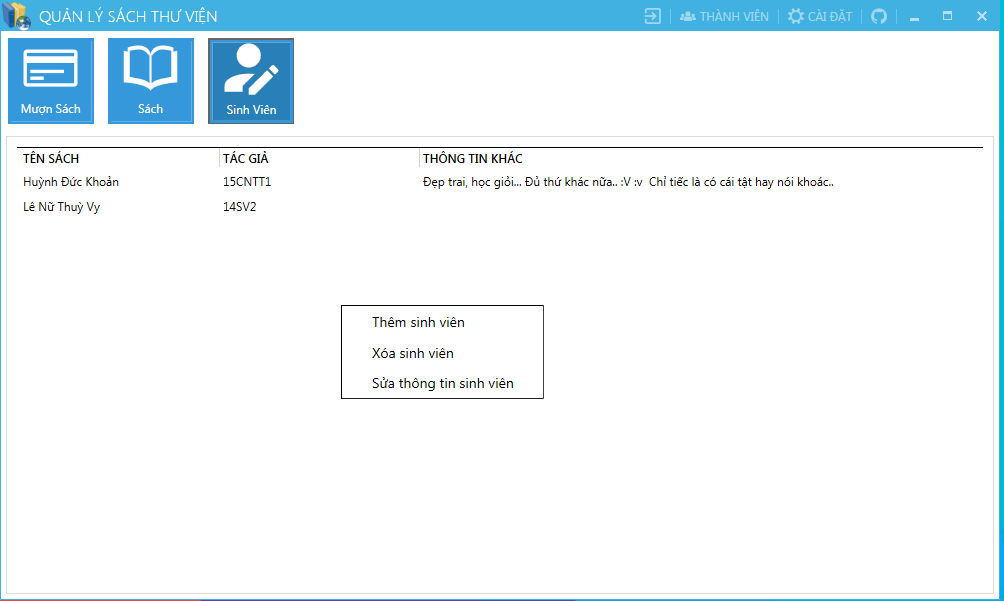 QUẢN LÝ SÁCH THƯ VIỆN
THÀNH VIÊN
CÀI ĐẶT
Mượn Sách
Sách
Sinh Viên
TÊN SÁCH TÁC GIẢ THÔNG TIN KHÁC
Huỳnh Đức Khoản 15CNTT1 Đẹp trai, học giỏi... Đủ thứ khác nữa.. :V :v Chỉ tiếc là có cái tật hay nói khoác..
Lê Nữ Thuỳ Vy 14SV2
Thêm sinh viên
Xóa sinh viên
Sửa thông tin sinh viên